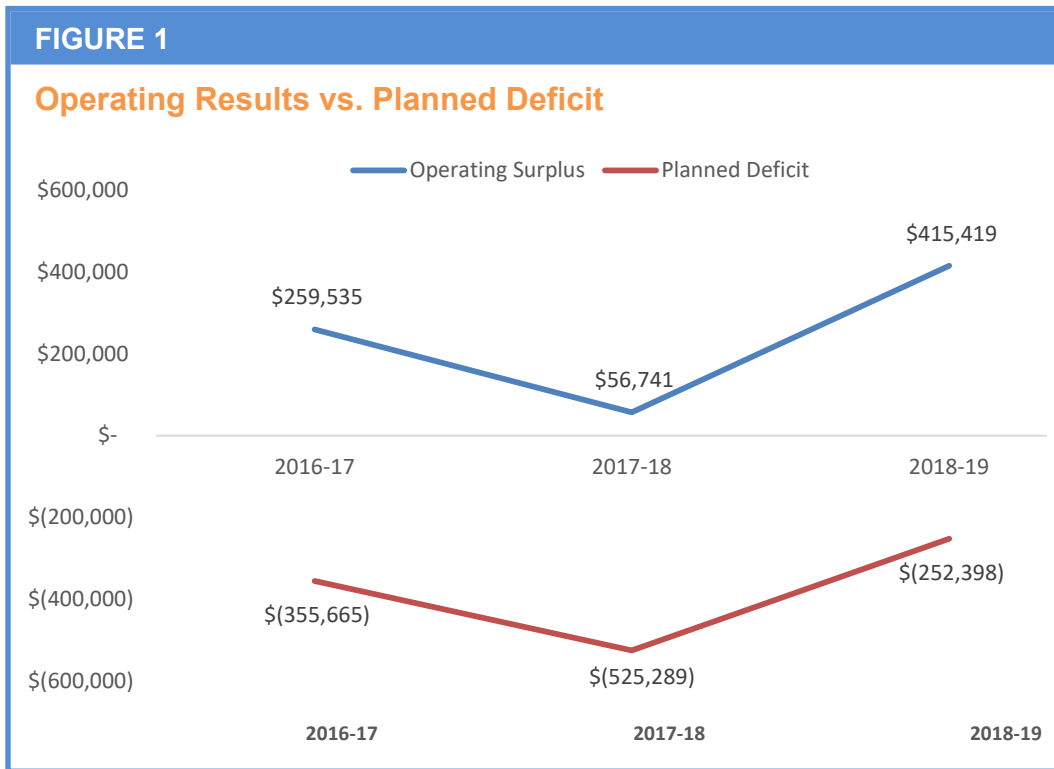 FIGURE 1
Operating Results vs. Planned Deficit
Operating Surplus Planned Deficit
$600,000
$415,419
$400,000
$259,535
$200,000
$56,741
$-
2016-17 2017-18 2018-19
$(200,000)
$(252,398)
$(400,000)
$(355,665)
$(525,289)
$(600,000)
2016-17 2017-18 2018-19